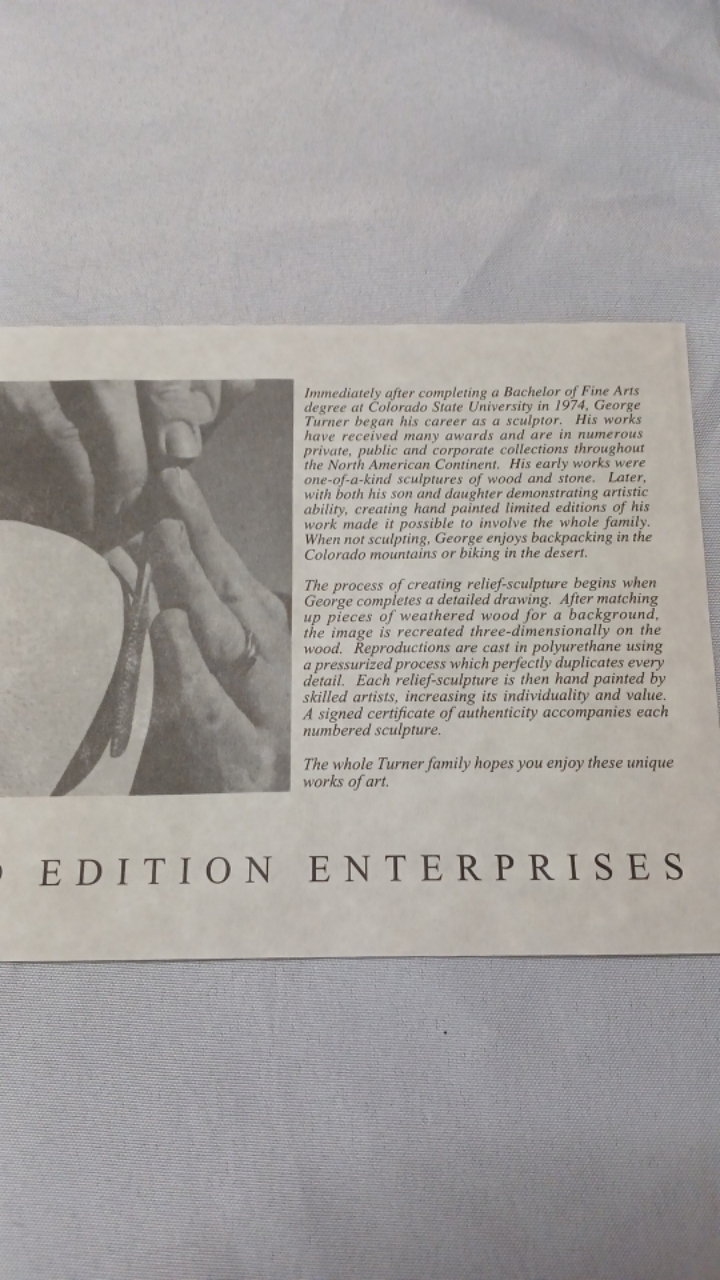 Immediately after completing a Bachelor of Fine Arts
degree at Colorado State University in 1974, George
Turner began his career as a sculptor. His works
have received many awards and are in numerous
private, public and corporate collections throughout
the North American Continent. His early works were
one-of-a-kind sculptures of wood and stone. Later,
with both his son and daughter demonstrating artistic
ability, creating hand painted limited editions of his
work made it possible to involve the whole family.
When not sculpting, George enjoys backpacking in the
Colorado mountains or biking in the desert.
The process of creating relief-sculpture begins when
George completes a detailed drawing. After matching
up pieces of weathered wood for a background,
the image is recreated three-dimensionally on the
wood. Reproductions are cast in polyurethane using
a pressurized process which perfectly duplicates every
detail. Each relief-sculpture is then hand painted by
skilled artists, increasing its individuality and value.
A signed certificate of authenticity accompanies each
numbered sculpture.
The whole Turner family hopes you enjoy these unique
works of art.
EDITION ENTERPRISES